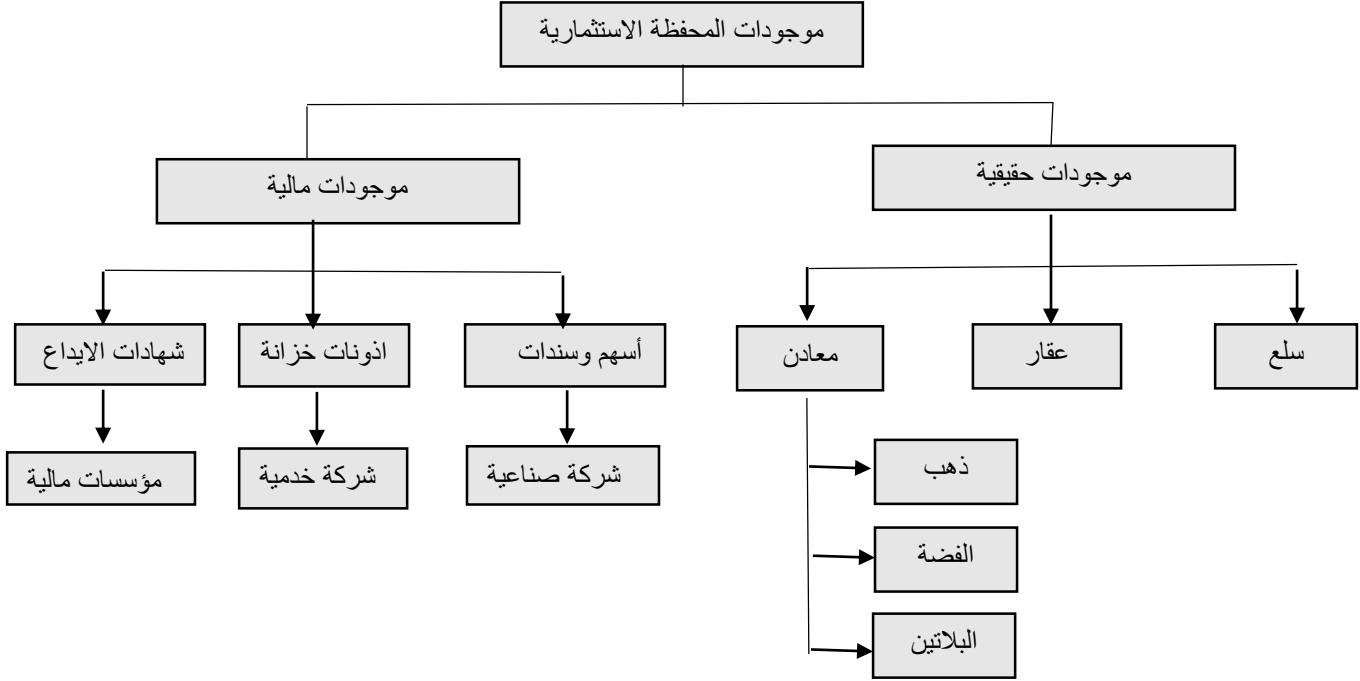 موجودات المحفظة الاستثمارية
موجودات حقيقية
موجودات مالية
سلع
عقار
معادن
أسهم وسندات
اذونات خزانة
شهادات الايداع
ذهب
الفضة
البلاتين
شركة صناعية
شركة خدمية
مؤسسات مالية